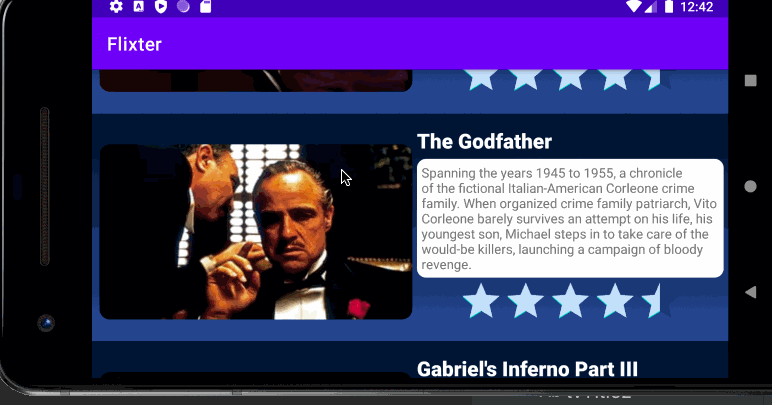 12:42
Flixter
The Godfather
Spanning the years 1945 to 1955, a chronicle
of the fictional Italian-American Corleone crime
family. When organized crime family patriarch, Vito
Corleone barely survives an attempt on his life, his
youngest son, Michael steps in to take care of the
would-be killers, launching a campaign of bloody
revenge.
Gabriel's Inferno Part III